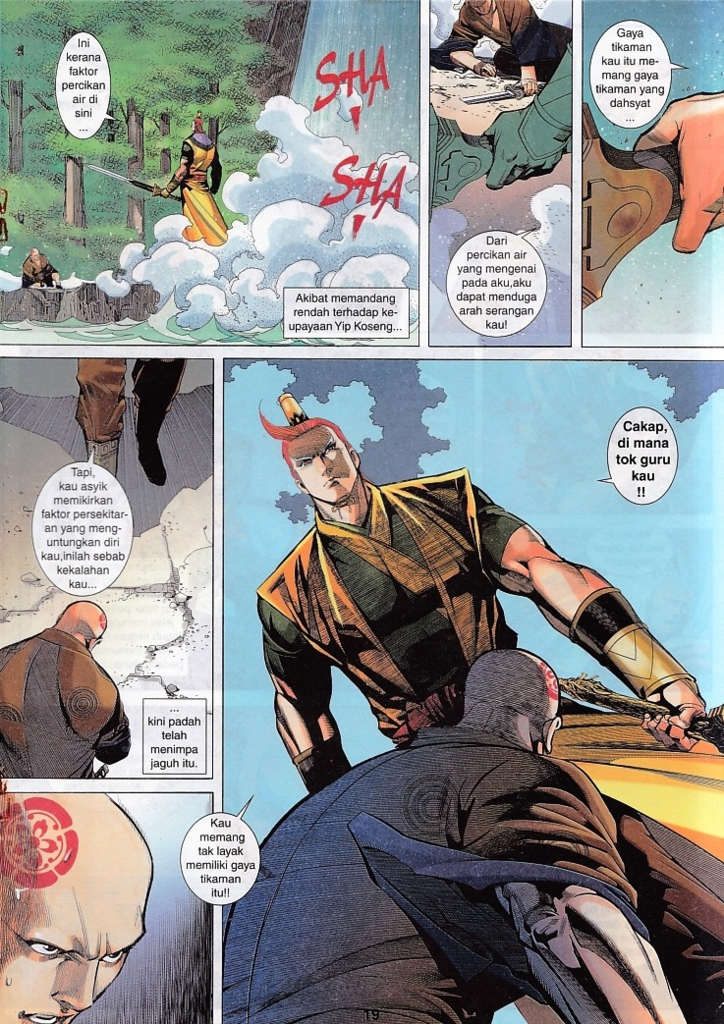 Ini
kerana
faktor
percikan
air di
sini
...
SHA
SHA
Akibat memandang
rendah terhadap ke-
upayaan Yip Koseng...
Dari
percikan air
yang mengenai
pada aku,aku
dapat menduga
arah serangan
kau!
Gaya
tikaman
kau itu me-
mang gaya
tikaman yang
dahsyat
...
Tapi,
kau asyik
memikirkan
faktor persekitar-
an yang meng-
untungkan diri
kau,inilah sebab
kekalahan
kau...
...
kini padah
telah
menimpa
jaguh itu.
Cakap,
di mana
tok guru
kau
!!
Kau
memang
tak layak
memiliki gaya
tikaman
itu!!
19